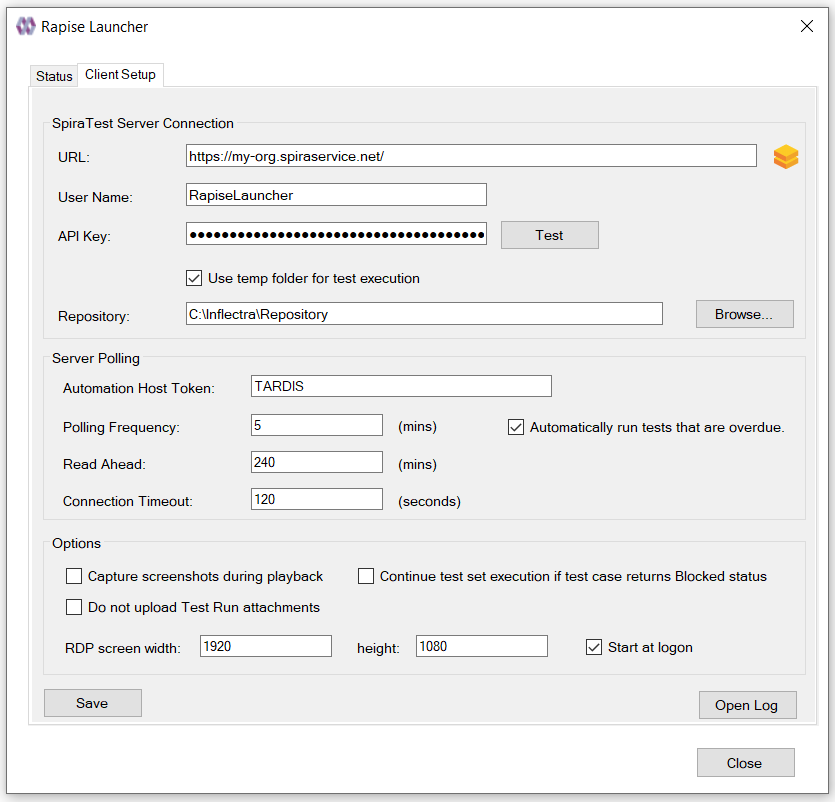 Rapise Launcher
Status Client Setup
SpiraTest Server Connection
URL: https://my-org.spiraservice.net/
User Name: RapiseLauncher
API Key: ●●●●●●●●●●●●●●●●●●●●●●●●●●●●●●●●●●●●● Test
Use temp folder for test execution
Repository: C:\Inflectra\Repository Browse...
Server Polling
Automation Host Token: TARDIS
Polling Frequency: 5 (mins) Automatically run tests that are overdue.
Read Ahead: 240 (mins)
Connection Timeout: 120 (seconds)
Options
Capture screenshots during playback Continue test set execution if test case returns Blocked status
Do not upload Test Run attachments
RDP screen width: 1920 height: 1080 Start at logon
Save Open Log
Close